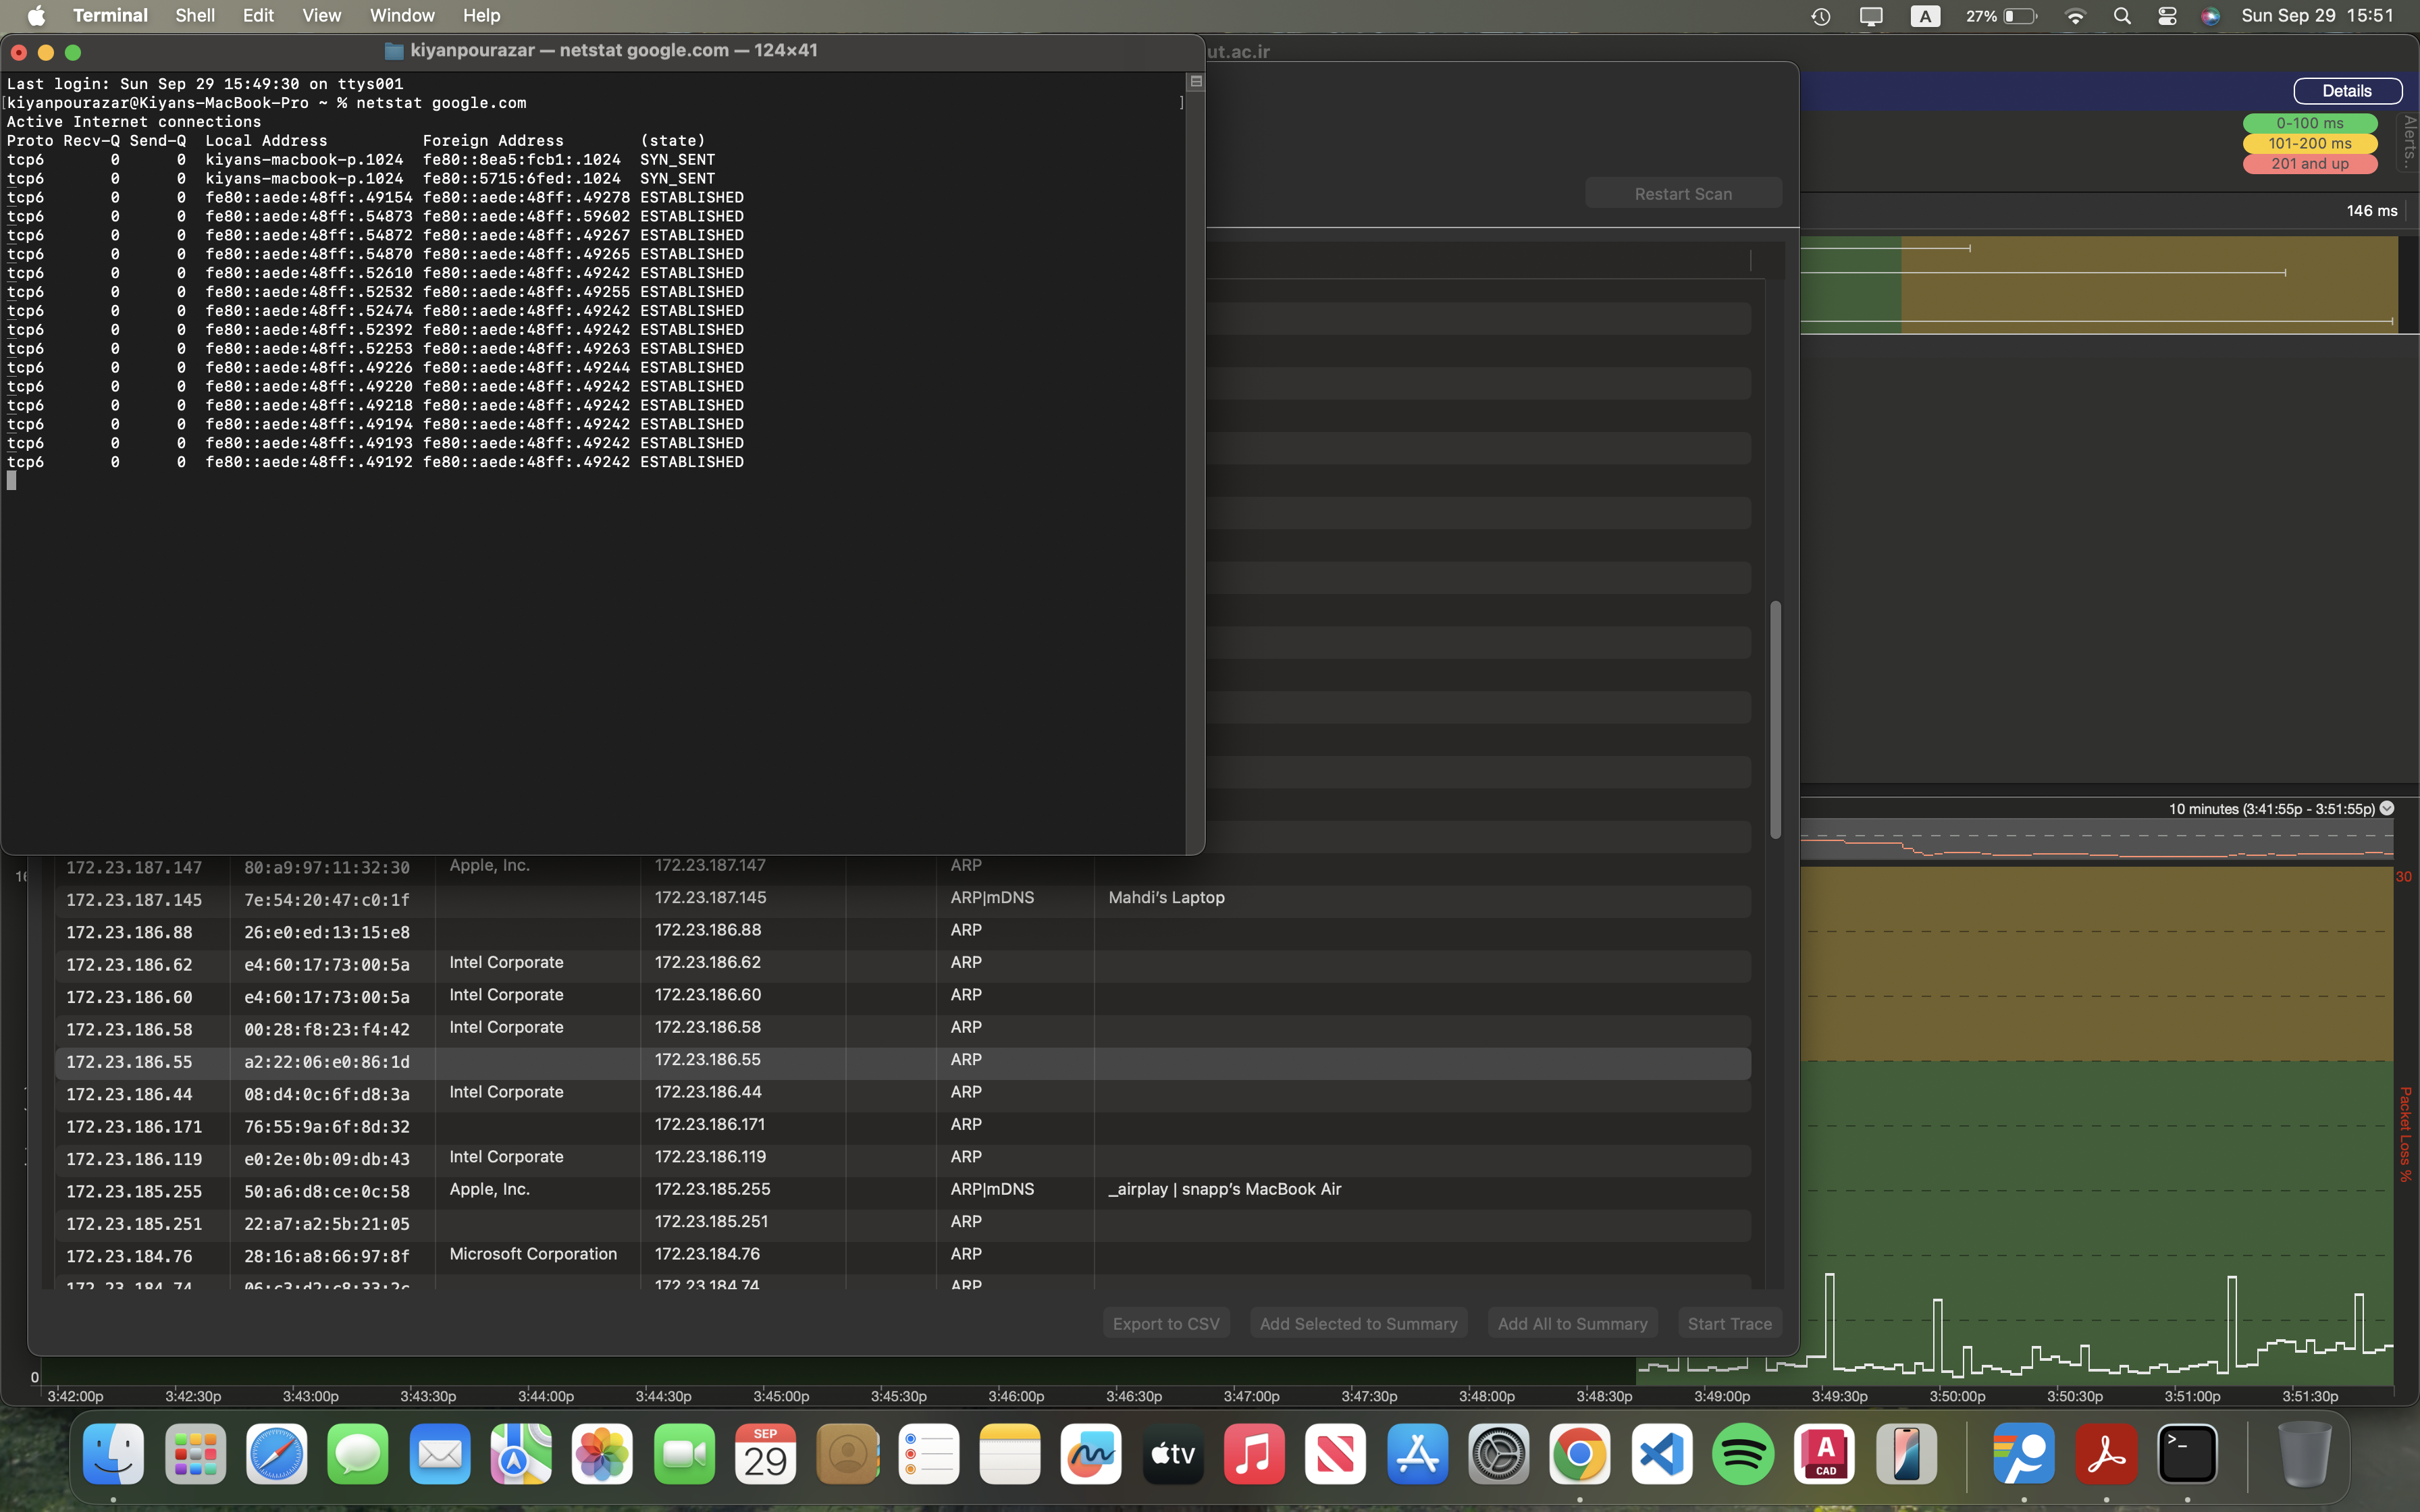 Terminal Shell Edit View Window Help
A 27% Sun Sep 29 15:51
kiyanpourazar — netstat google.com — 124×41
ut.ac.ir
Last login: Sun Sep 29 15:49:30 on ttys001
[kiyanpourazar@Kiyans-MacBook-Pro ~ % netstat google.com ]
Active Internet connections
Proto Recv-Q Send-Q Local Address Foreign Address (state)
tcp6 0 0 kiyans-macbook-p.1024 fe80::8ea5:fcb1:.1024 SYN_SENT
tcp6 0 0 kiyans-macbook-p.1024 fe80::5715:6fed:.1024 SYN_SENT
tcp6 0 0 fe80::aede:48ff:.49154 fe80::aede:48ff:.49278 ESTABLISHED
tcp6 0 0 fe80::aede:48ff:.54873 fe80::aede:48ff:.59602 ESTABLISHED
tcp6 0 0 fe80::aede:48ff:.54872 fe80::aede:48ff:.49267 ESTABLISHED
tcp6 0 0 fe80::aede:48ff:.54870 fe80::aede:48ff:.49265 ESTABLISHED
tcp6 0 0 fe80::aede:48ff:.52610 fe80::aede:48ff:.49242 ESTABLISHED
tcp6 0 0 fe80::aede:48ff:.52532 fe80::aede:48ff:.49255 ESTABLISHED
tcp6 0 0 fe80::aede:48ff:.52474 fe80::aede:48ff:.49242 ESTABLISHED
tcp6 0 0 fe80::aede:48ff:.52392 fe80::aede:48ff:.49242 ESTABLISHED
tcp6 0 0 fe80::aede:48ff:.52253 fe80::aede:48ff:.49263 ESTABLISHED
tcp6 0 0 fe80::aede:48ff:.49226 fe80::aede:48ff:.49244 ESTABLISHED
tcp6 0 0 fe80::aede:48ff:.49220 fe80::aede:48ff:.49242 ESTABLISHED
tcp6 0 0 fe80::aede:48ff:.49218 fe80::aede:48ff:.49242 ESTABLISHED
tcp6 0 0 fe80::aede:48ff:.49194 fe80::aede:48ff:.49242 ESTABLISHED
tcp6 0 0 fe80::aede:48ff:.49193 fe80::aede:48ff:.49242 ESTABLISHED
tcp6 0 0 fe80::aede:48ff:.49192 fe80::aede:48ff:.49242 ESTABLISHED
Details
0-100 ms
101-200 ms
201 and up
Alerts..
Restart Scan
146 ms
10 minutes (3:41:55p - 3:51:55p)
30
Packet Loss %
172.23.187.147 80:a9:97:11:32:30 Apple, Inc. 172.23.187.147 ARP
172.23.187.145 7e:54:20:47:c0:1f 172.23.187.145 ARP|mDNS Mahdi's Laptop
172.23.186.88 26:e0:ed:13:15:e8 172.23.186.88 ARP
172.23.186.62 e4:60:17:73:00:5a Intel Corporate 172.23.186.62 ARP
172.23.186.60 e4:60:17:73:00:5a Intel Corporate 172.23.186.60 ARP
172.23.186.58 00:28:f8:23:f4:42 Intel Corporate 172.23.186.58 ARP
172.23.186.55 a2:22:06:e0:86:1d 172.23.186.55 ARP
172.23.186.44 08:d4:0c:6f:d8:3a Intel Corporate 172.23.186.44 ARP
172.23.186.171 76:55:9a:6f:8d:32 172.23.186.171 ARP
172.23.186.119 e0:2e:0b:09:db:43 Intel Corporate 172.23.186.119 ARP
172.23.185.255 50:a6:d8:ce:0c:58 Apple, Inc. 172.23.185.255 ARP|mDNS _airplay | snapp's MacBook Air
172.23.185.251 22:a7:a2:5b:21:05 172.23.185.251 ARP
172.23.184.76 28:16:a8:66:97:8f Microsoft Corporation 172.23.184.76 ARP
172.23.184.74 06:c3:d2:c8:33:2c 172.23.184.74 ARP
Export to CSV Add Selected to Summary Add All to Summary Start Trace
0
3:42:00p 3:42:30p 3:43:00p 3:43:30p 3:44:00p 3:44:30p 3:45:00p 3:45:30p 3:46:00p 3:46:30p 3:47:00p 3:47:30p 3:48:00p 3:48:30p 3:49:00p 3:49:30p 3:50:00p 3:50:30p 3:51:00p 3:51:30p
SEP
29
tv
A
CAD
>_